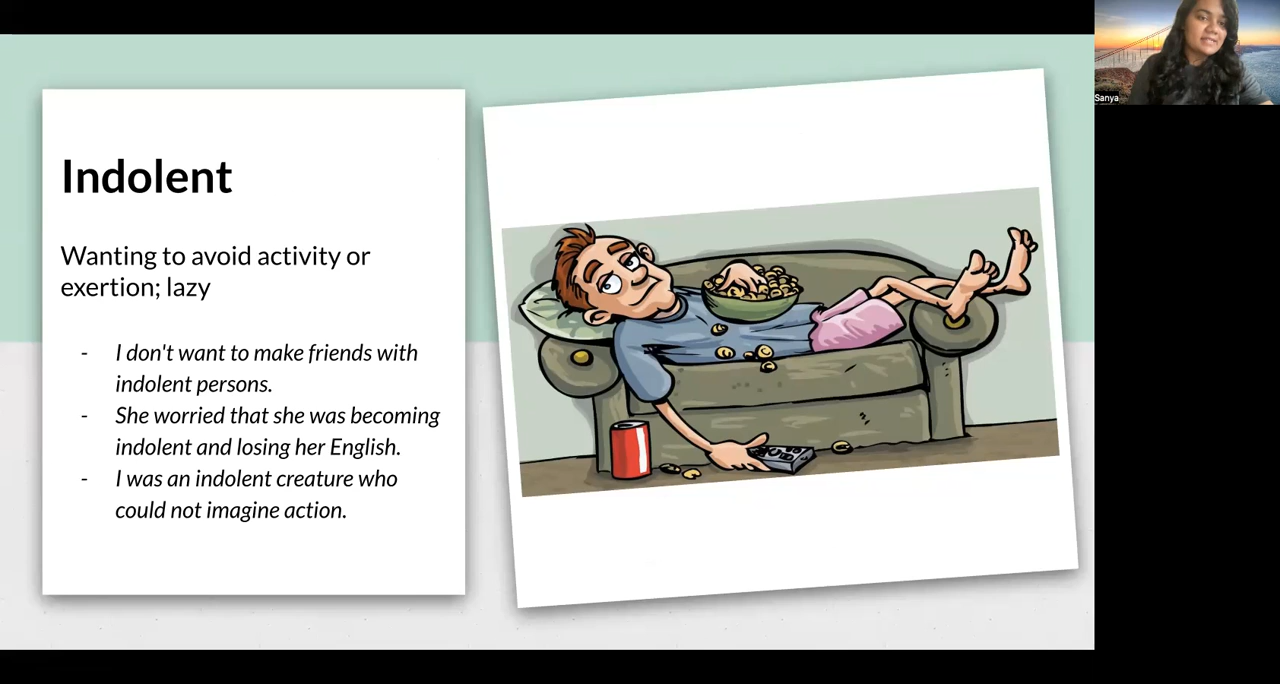 Indolent
Wanting to avoid activity or
exertion; lazy
- I don't want to make friends with
indolent persons.
- She worried that she was becoming
indolent and losing her English.
- I was an indolent creature who
could not imagine action.
Sanya